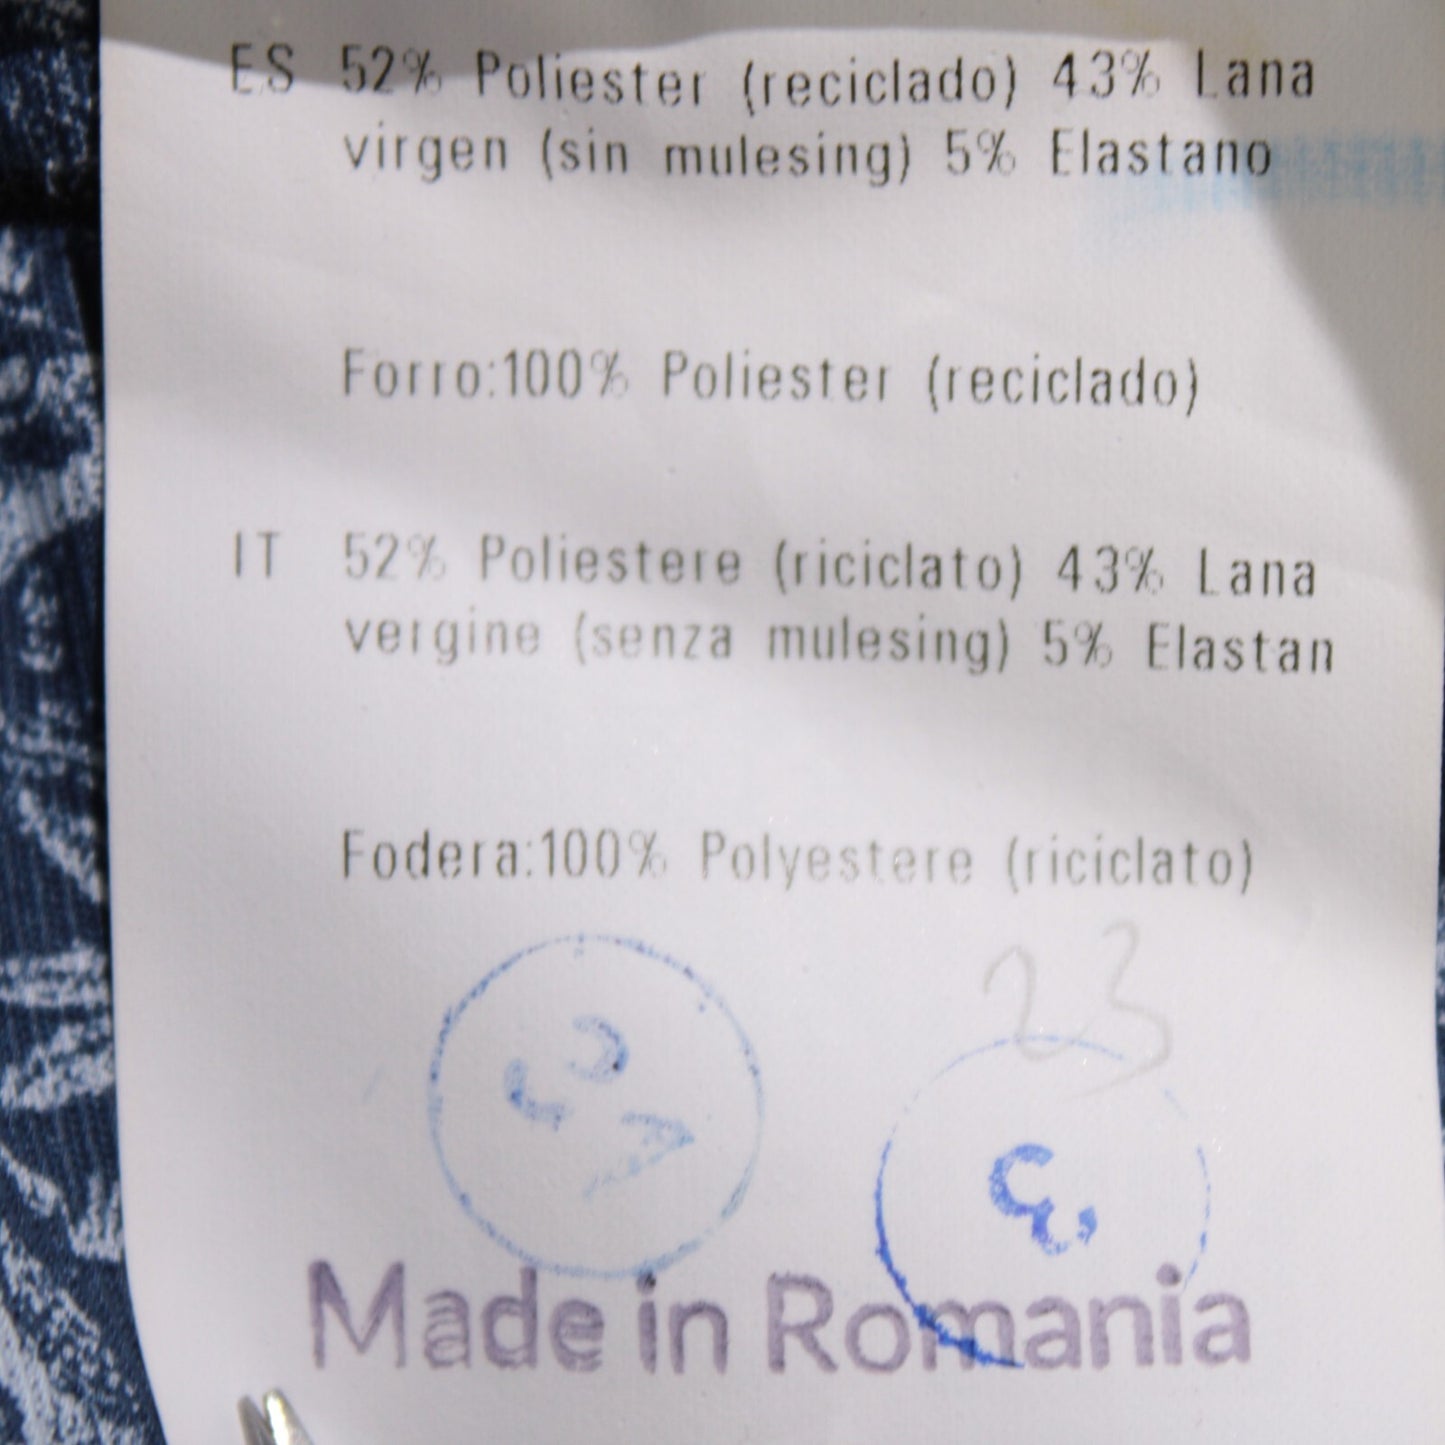 ES 52% Poliester (reciclado) 43% Lana
virgen (sin mulesing) 5% Elastano
Forro:100% Poliester (reciclado)
IT 52% Poliestere (riciclato) 43% Lana
vergine (senza mulesing) 5% Elastan
Fodera:100% Polyestere (riciclato)
23
Made in Romania